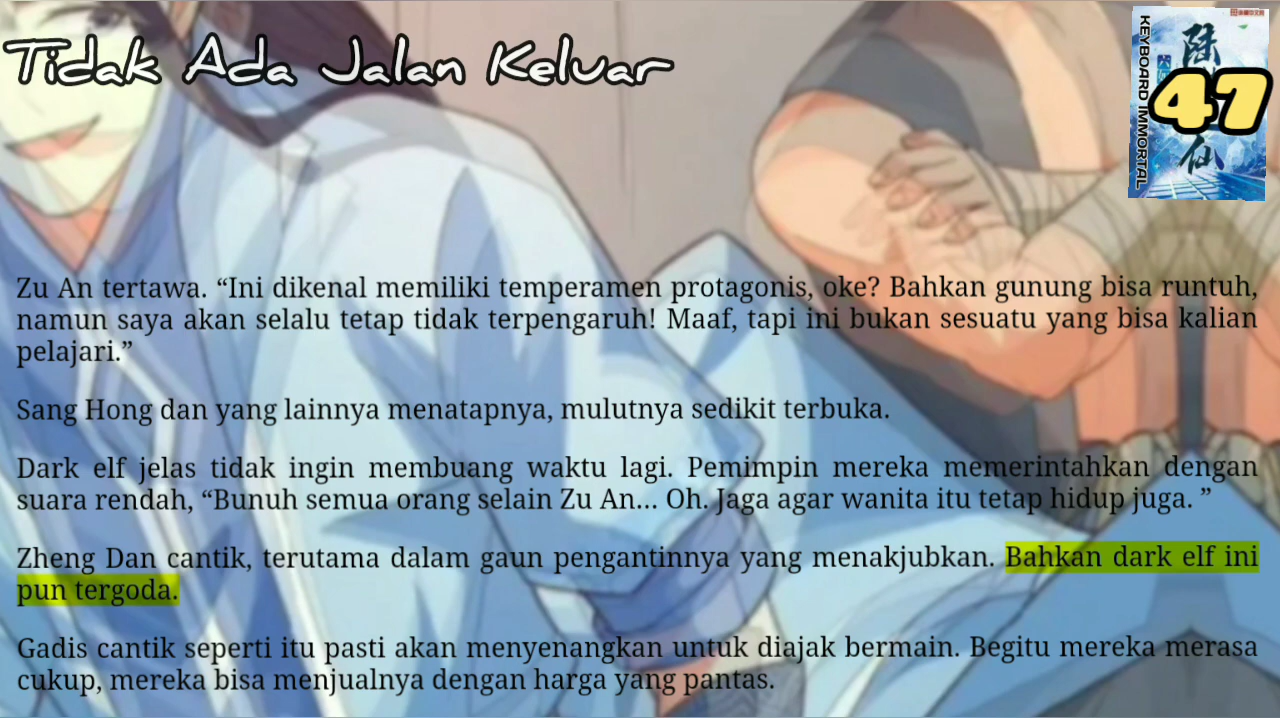 Tidak Ada Jalan Keluar
KEYBOARD IMMORTAL
陆
仙
47
Zu An tertawa. “Ini dikenal memiliki temperamen protagonis, oke? Bahkan gunung bisa runtuh,
namun saya akan selalu tetap tidak terpengaruh! Maaf, tapi ini bukan sesuatu yang bisa kalian
pelajari.”
Sang Hong dan yang lainnya menatapnya, mulutnya sedikit terbuka.
Dark elf jelas tidak ingin membuang waktu lagi. Pemimpin mereka memerintahkan dengan
suara rendah, “Bunuh semua orang selain Zu An... Oh. Jaga agar wanita itu tetap hidup juga. ”
Zheng Dan cantik, terutama dalam gaun pengantinnya yang menakjubkan. Bahkan dark elf ini
pun tergoda.
Gadis cantik seperti itu pasti akan menyenangkan untuk diajak bermain. Begitu mereka merasa
cukup, mereka bisa menjualnya dengan harga yang pantas.